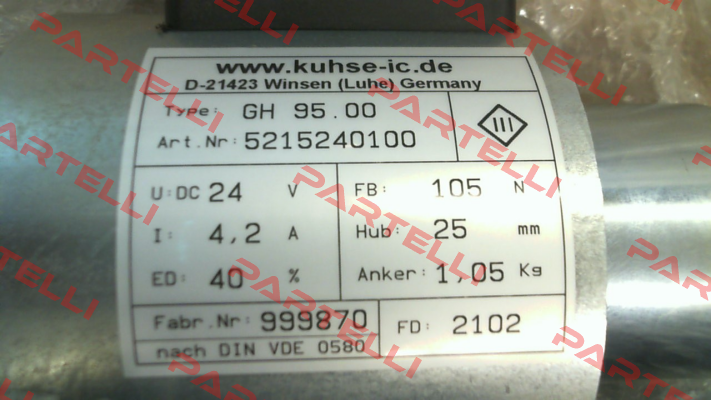 www.kuhse-ic.de
D-21423 Winsen (Luhe) Germany
Type: GH 95.00
Art.Nr: 5215240100
III
U: DC 24 V
I: 4,2 A
ED: 40 %
FB: 105 N
Hub: 25 mm
Anker: 1,05 Kg
Fabr.Nr: 999870
FD: 2102
nach DIN VDE 0580
PARTELLI
PARTELLI
PARTELLI
PARTELLI
PARTELLI
PARTELLI
PARTELLI
PARTELLI